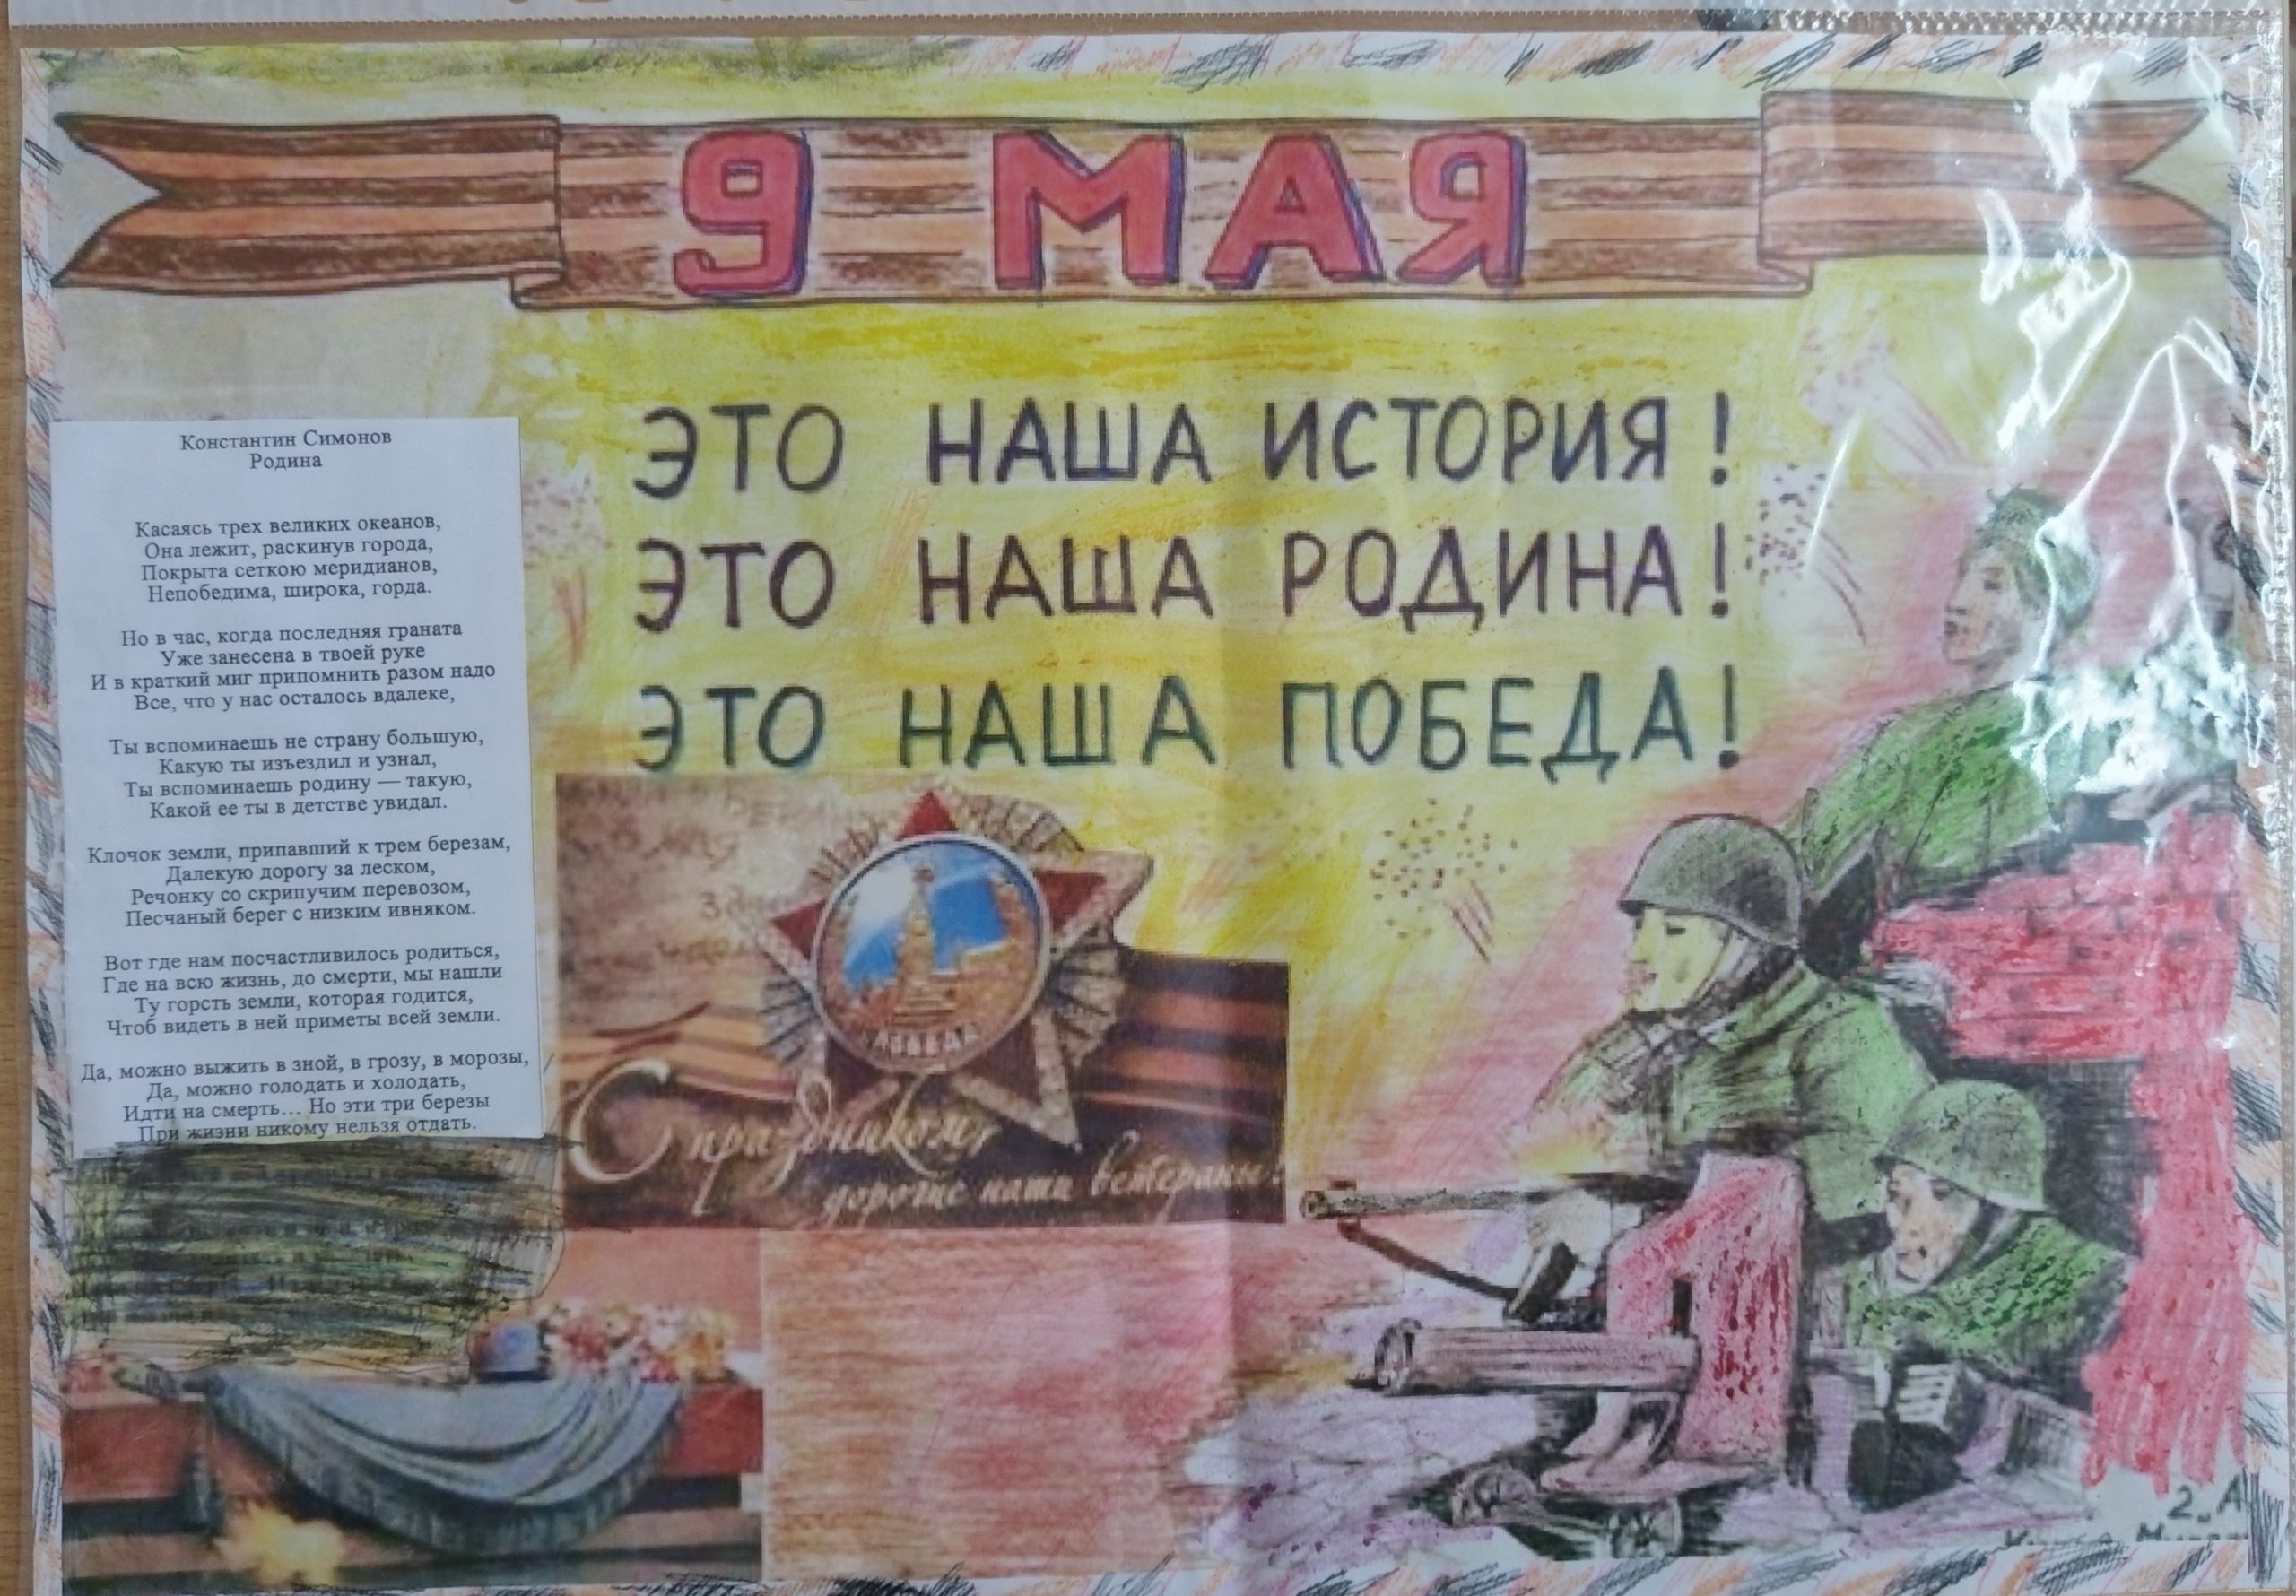 9 МАЯ
ЭТО НАША ИСТОРИЯ!
ЭТО НАША РОДИНА!
ЭТО НАША ПОБЕДА!
Константин Симонов
Родина
Касаясь трех великих океанов,
Она лежит, раскинув города,
Покрыта сеткою меридианов,
Непобедима, широка, горда.
Но в час, когда последняя граната
Уже занесена в твоей руке
И в краткий миг припомнить разом надо
Все, что у нас осталось вдалеке,
Ты вспоминаешь не страну большую,
Какую ты изъездил и узнал,
Ты вспоминаешь родину — такую,
Какой ее ты в детстве увидал.
Клочок земли, припавший к трем березам,
Далекую дорогу за леском,
Речонку со скрипучим перевозом,
Песчаный берег с низким ивняком.
Вот где нам посчастливилось родиться,
Где на всю жизнь, до смерти, мы нашли
Ту горсть земли, которая годится,
Чтоб видеть в ней приметы всей земли.
Да, можно выжить в зной, в грозу, в морозы,
Да, можно голодать и холодать,
Идти на смерть... Но эти три березы
При жизни никому нельзя отдать.
ПОБЕДА
С праздником,
дорогие наши ветераны!
2 А